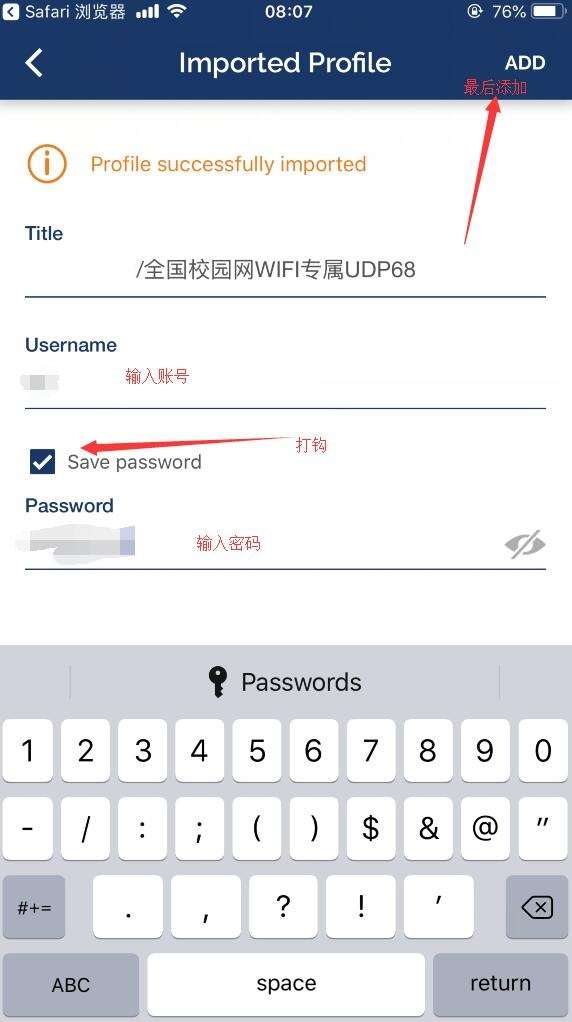 Safari 浏览器
08:07
76%
Imported Profile
ADD
最后添加
Profile successfully imported
Title
/全国校园网WIFI专属UDP68
Username
输入账号
打钩
Save password
Password
输入密码
Passwords
1 2 3 4 5 6 7 8 9 0
- / : ; ( ) $ & @ "
#+= . , ? ! '
ABC space return